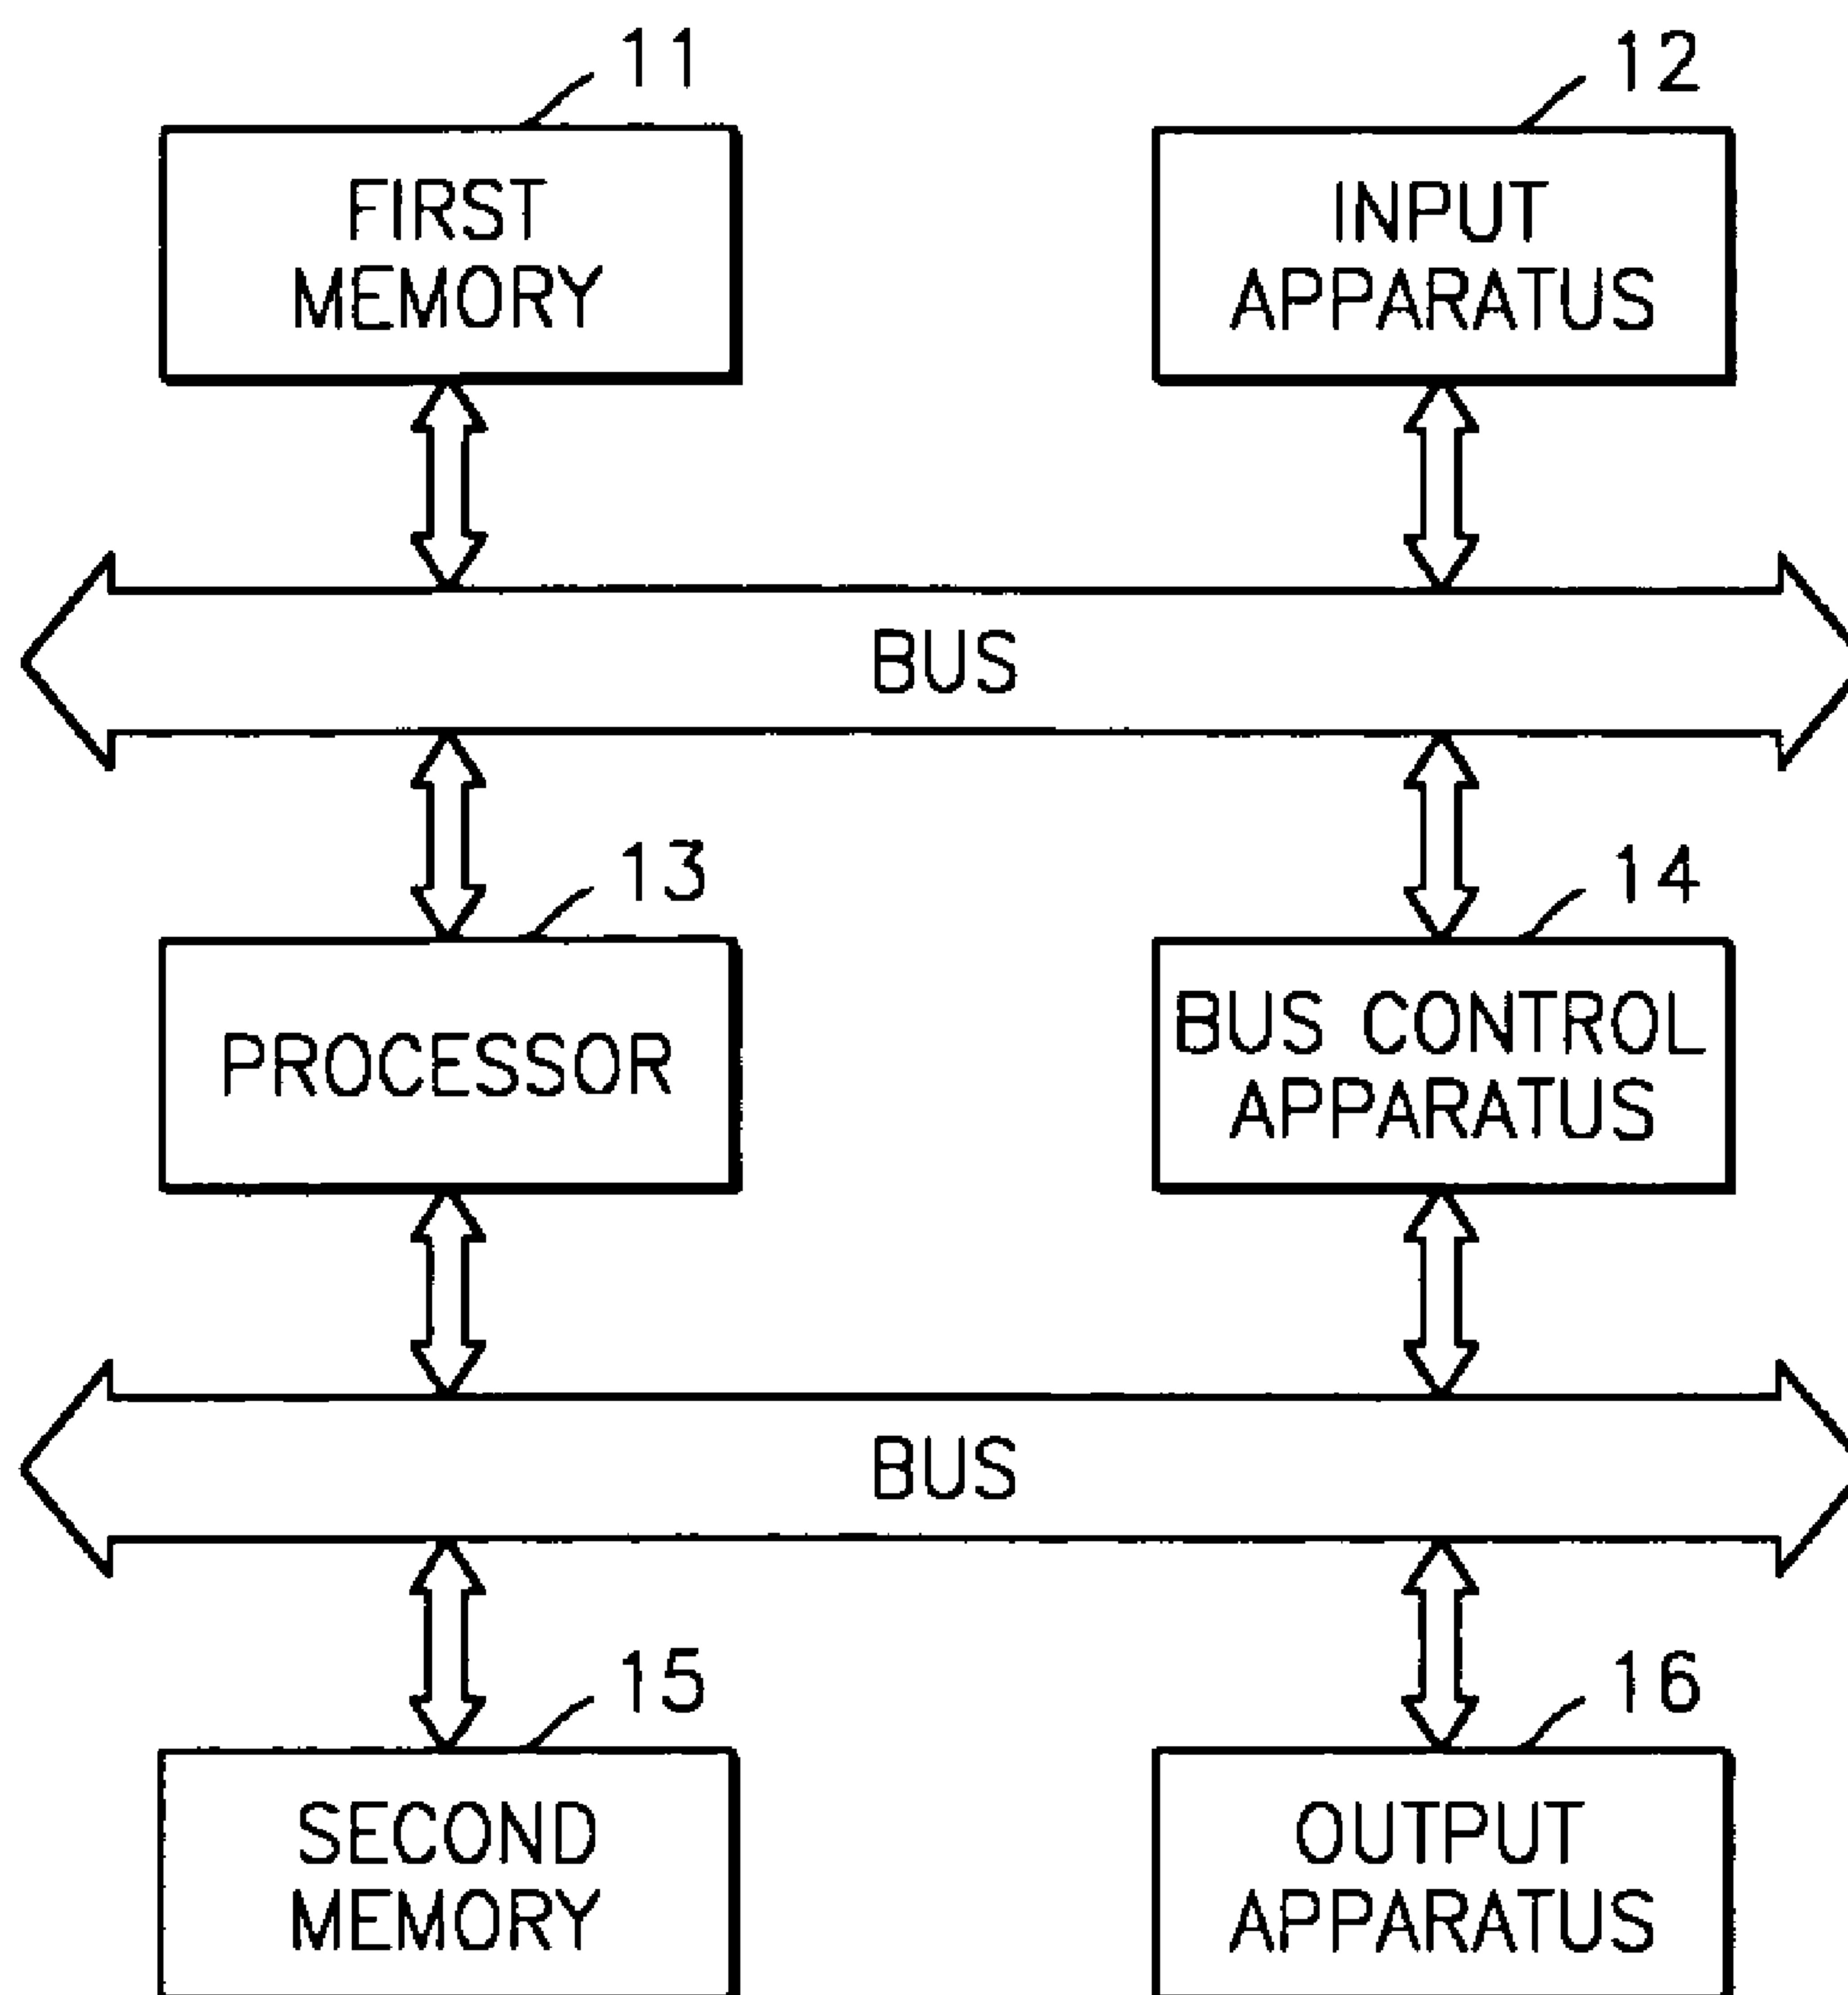 11
12
FIRST
MEMORY
INPUT
APPARATUS
BUS
13
14
PROCESSOR
BUS CONTROL
APPARATUS
BUS
15
16
SECOND
MEMORY
OUTPUT
APPARATUS